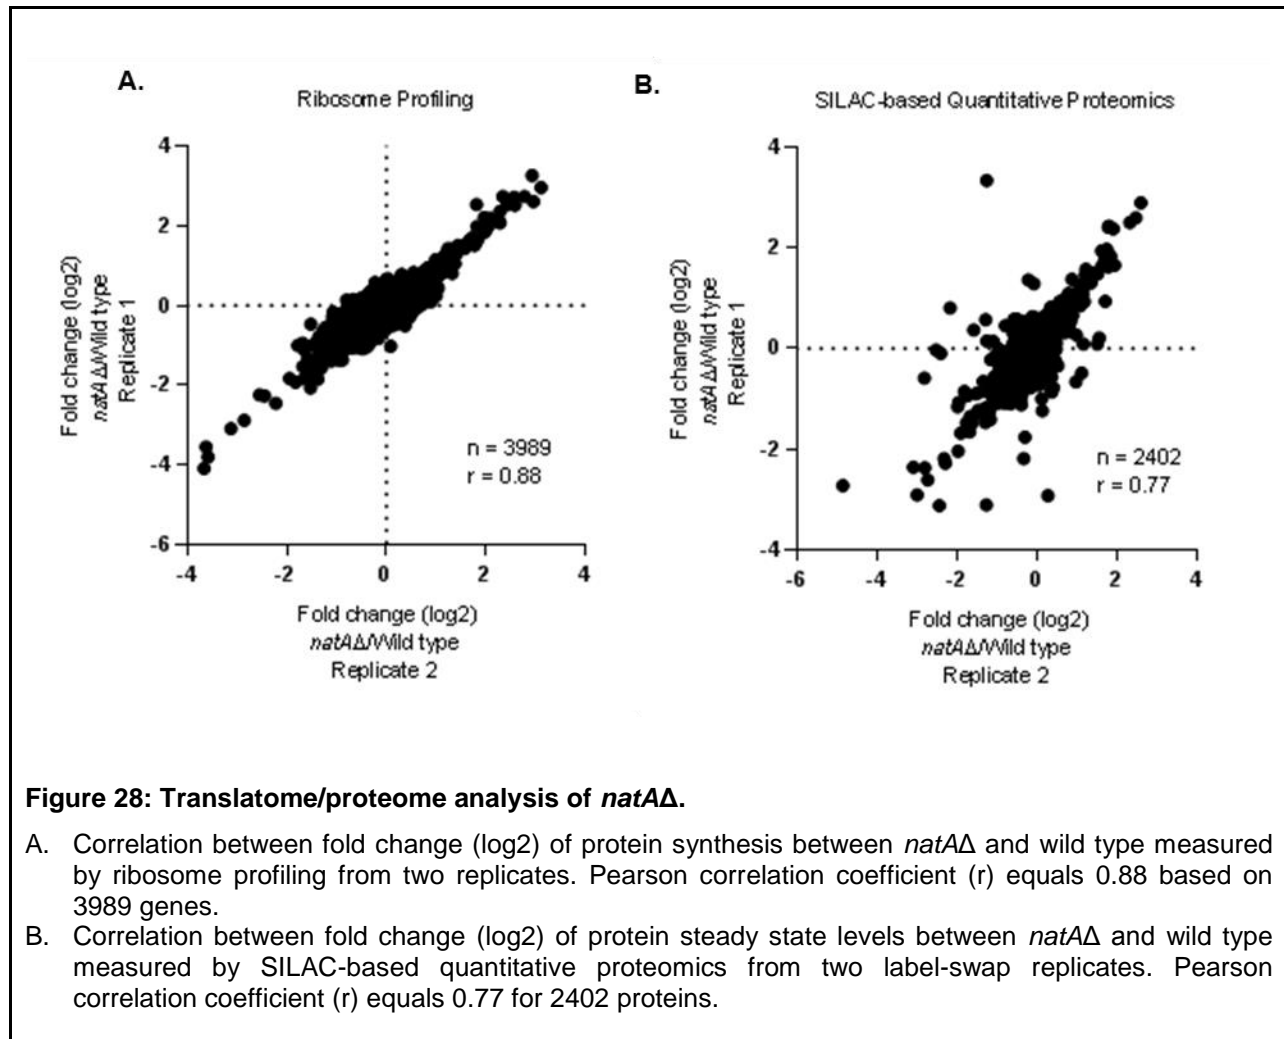 A.
Ribosome Profiling
4
2
0
-2
-4
-6
-4
-2
0
2
4
Fold change (log2)
natAΔ/Wild type
Replicate 1
n = 3989
r = 0.88
Fold change (log2)
natAΔ/Wild type
Replicate 2
B.
SILAC-based Quantitative Proteomics
4
2
0
-2
-4
-6
-4
-2
0
2
4
Fold change (log2)
natAΔ/Wild type
Replicate 1
n = 2402
r = 0.77
Fold change (log2)
natAΔ/Wild type
Replicate 2
Figure 28: Translatome/proteome analysis of natAΔ.
A. Correlation between fold change (log2) of protein synthesis between natAΔ and wild type measured
by ribosome profiling from two replicates. Pearson correlation coefficient (r) equals 0.88 based on
3989 genes.
B. Correlation between fold change (log2) of protein steady state levels between natAΔ and wild type
measured by SILAC-based quantitative proteomics from two label-swap replicates. Pearson
correlation coefficient (r) equals 0.77 for 2402 proteins.